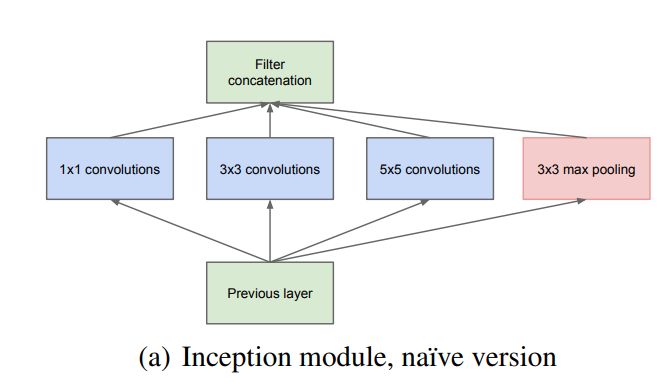 Filter
concatenation
1x1 convolutions
3x3 convolutions
5x5 convolutions
3x3 max pooling
Previous layer
(a) Inception module, naïve version